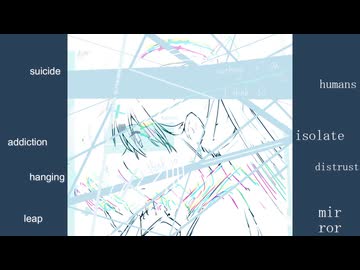 suicide
addiction
hanging
leap
humans
isolate
distrust
mir
ror